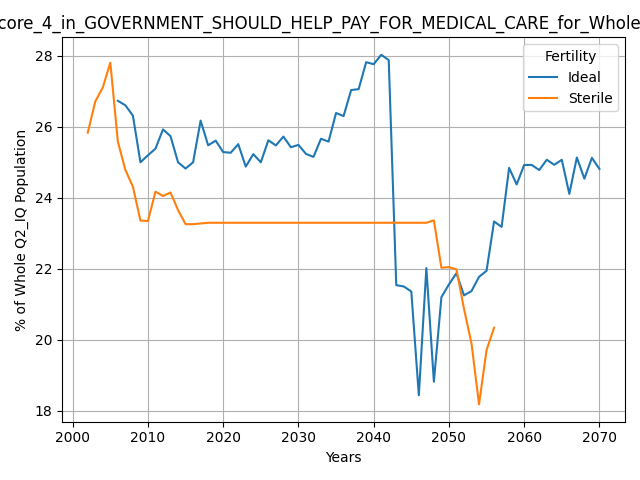 core_4_in_GOVERNMENT_SHOULD_HELP_PAY_FOR_MEDICAL_CARE_for_Whole
28
26
24
22
20
18
% of Whole Q2_IQ Population
Fertility
Ideal
Sterile
2000 2010 2020 2030 2040 2050 2060 2070
Years